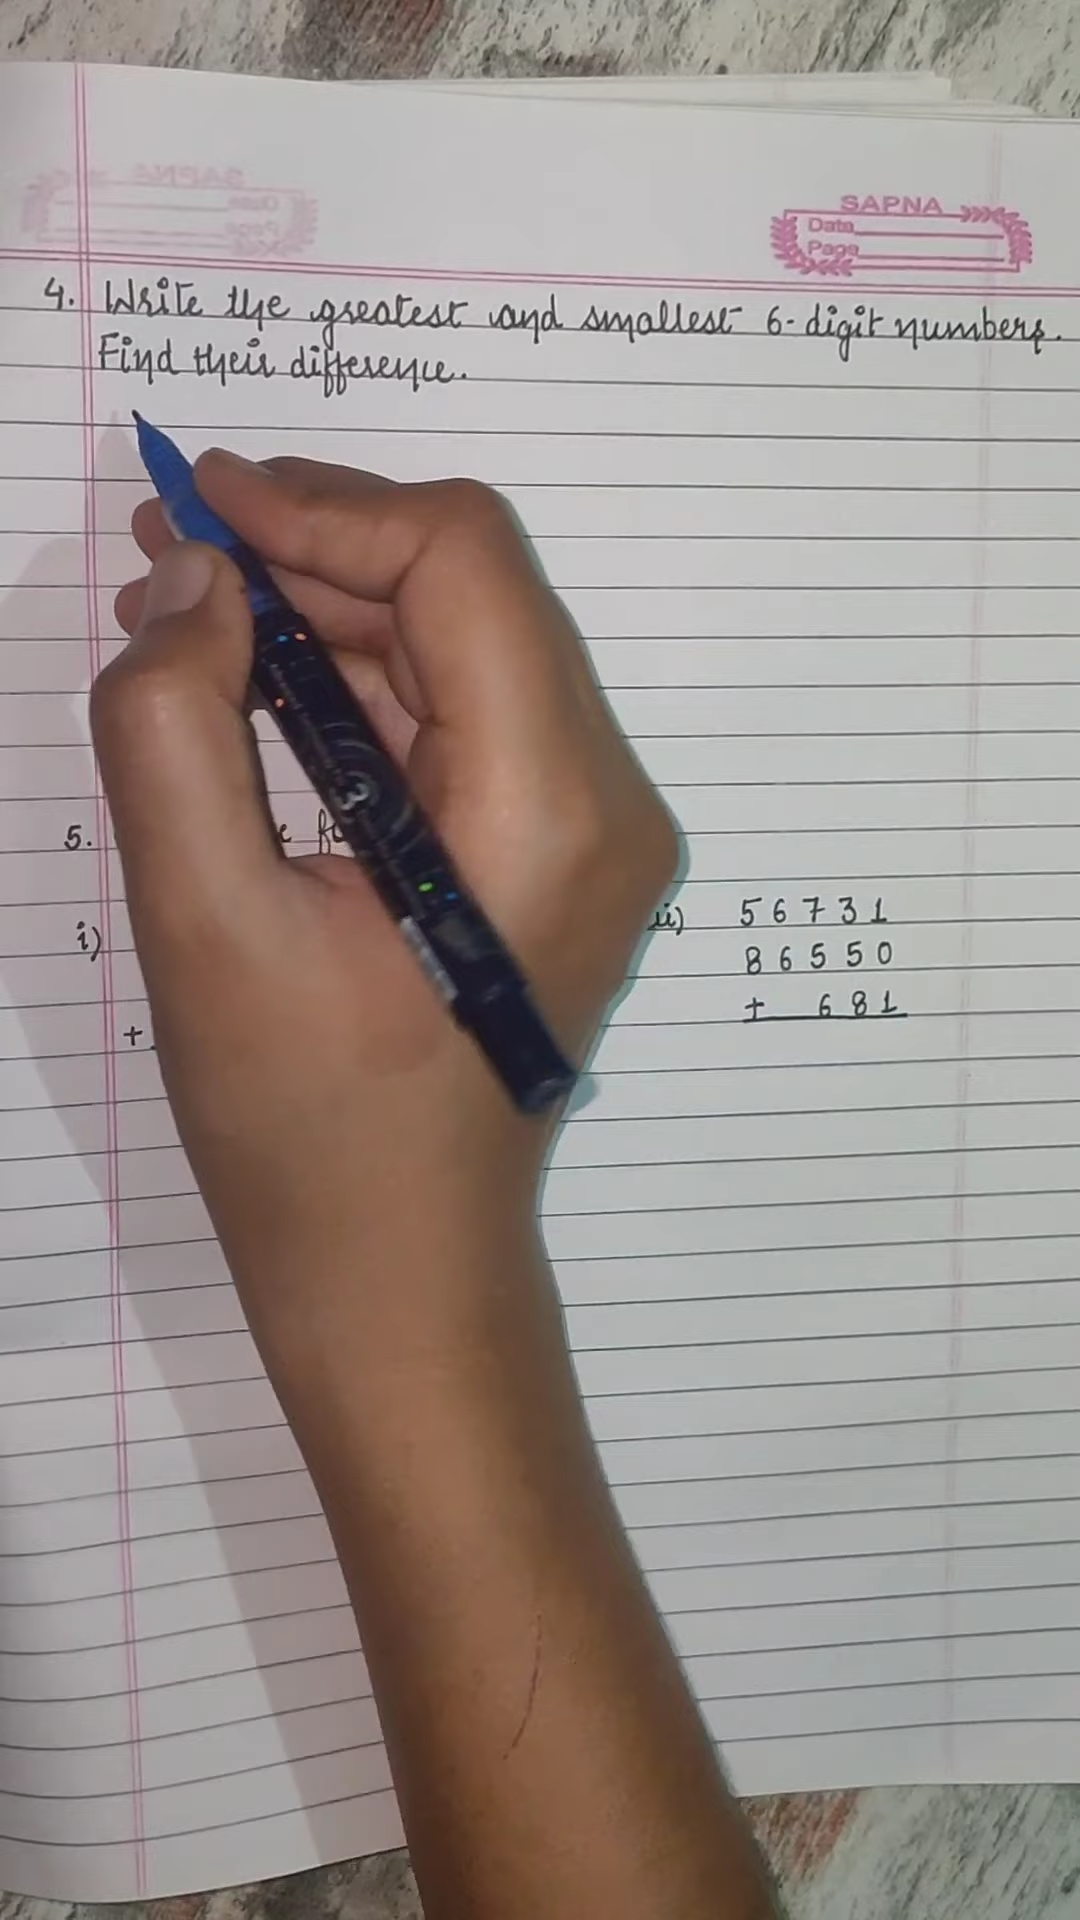 SAPNA
Date
Page
4. Write the greatest and smallest 6-digit numbers.
Find their difference.
5.
i)
+
ii) 56731
86550
+ 681
3